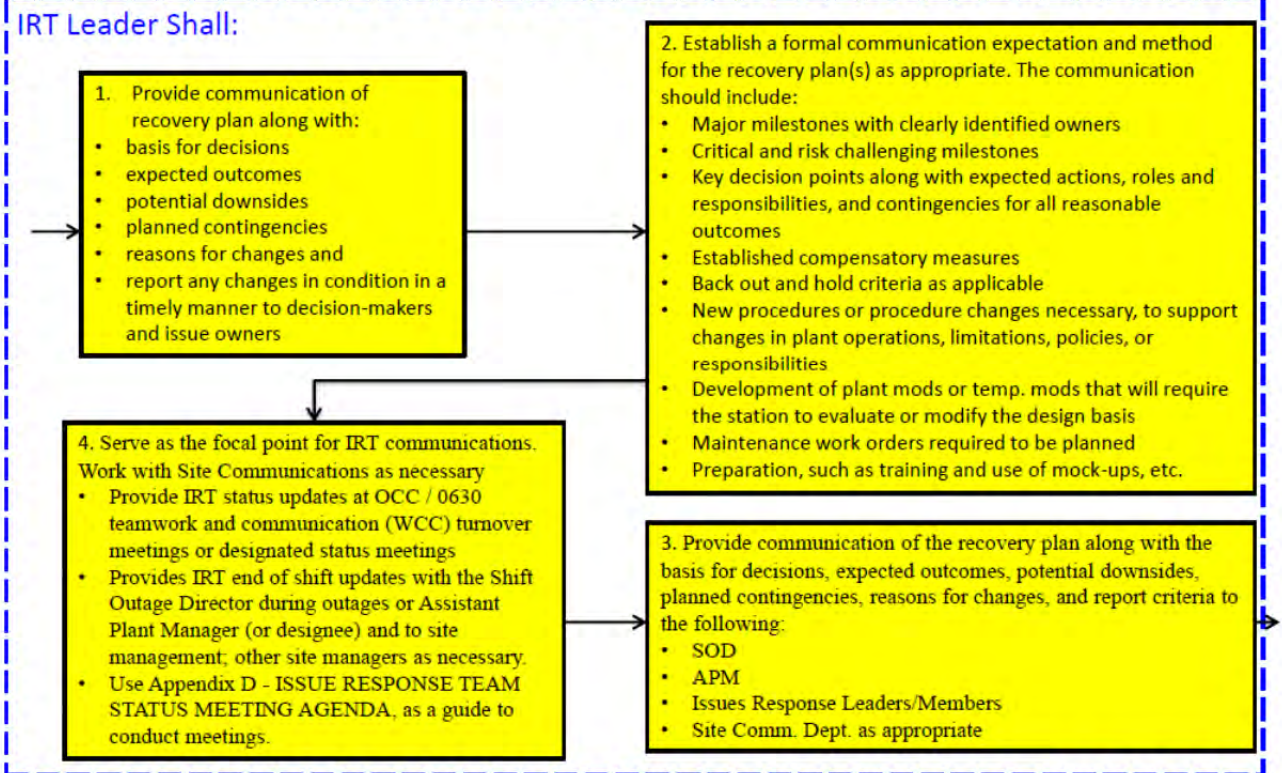 IRT Leader Shall:
1. Provide communication of
recovery plan along with:
• basis for decisions
• expected outcomes
• potential downsides
• planned contingencies
• reasons for changes and
• report any changes in condition in a
timely manner to decision-makers
and issue owners
2. Establish a formal communication expectation and method
for the recovery plan(s) as appropriate. The communication
should include:
• Major milestones with clearly identified owners
• Critical and risk challenging milestones
• Key decision points along with expected actions, roles and
responsibilities, and contingencies for all reasonable
outcomes
• Established compensatory measures
• Back out and hold criteria as applicable
• New procedures or procedure changes necessary, to support
changes in plant operations, limitations, policies, or
responsibilities
• Development of plant mods or temp. mods that will require
the station to evaluate or modify the design basis
• Maintenance work orders required to be planned
• Preparation, such as training and use of mock-ups, etc.
4. Serve as the focal point for IRT communications.
Work with Site Communications as necessary
• Provide IRT status updates at OCC / 0630
teamwork and communication (WCC) turnover
meetings or designated status meetings
• Provides IRT end of shift updates with the Shift
Outage Director during outages or Assistant
Plant Manager (or designee) and to site
management; other site managers as necessary.
• Use Appendix D - ISSUE RESPONSE TEAM
STATUS MEETING AGENDA, as a guide to
conduct meetings.
3. Provide communication of the recovery plan along with the
basis for decisions, expected outcomes, potential downsides,
planned contingencies, reasons for changes, and report criteria to
the following:
• SOD
• APM
• Issues Response Leaders/Members
• Site Comm. Dept. as appropriate